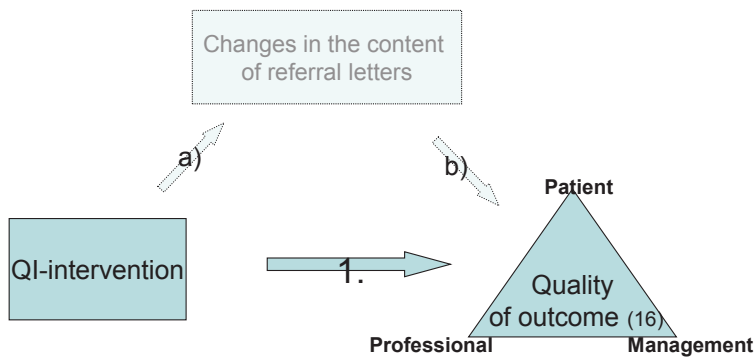 Changes in the content
of referral letters
a)
b)
Patient
QI-intervention
1.
Quality
of outcome (16)
Professional
Management